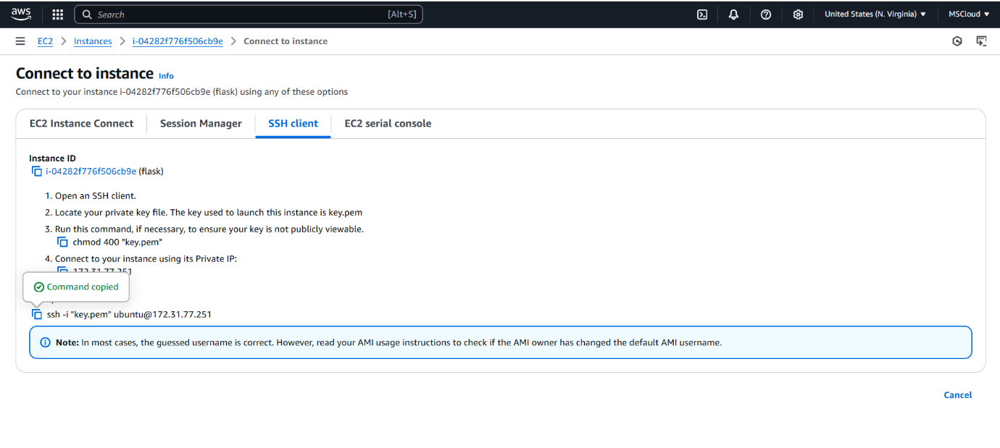 aws
Search [Alt+S] United States (N. Virginia) MSCloud
EC2 Instances i-04282f776f506cb9e Connect to instance
Connect to instance Info
Connect to your instance i-04282f776f506cb9e (flask) using any of these options
EC2 Instance Connect Session Manager SSH client EC2 serial console
Instance ID
i-04282f776f506cb9e (flask)
1. Open an SSH client.
2. Locate your private key file. The key used to launch this instance is key.pem
3. Run this command, if necessary, to ensure your key is not publicly viewable.
chmod 400 "key.pem"
4. Connect to your instance using its Private IP:
172.31.77.251
Command copied
ssh -i "key.pem" ubuntu@172.31.77.251
Note: In most cases, the guessed username is correct. However, read your AMI usage instructions to check if the AMI owner has changed the default AMI username.
Cancel